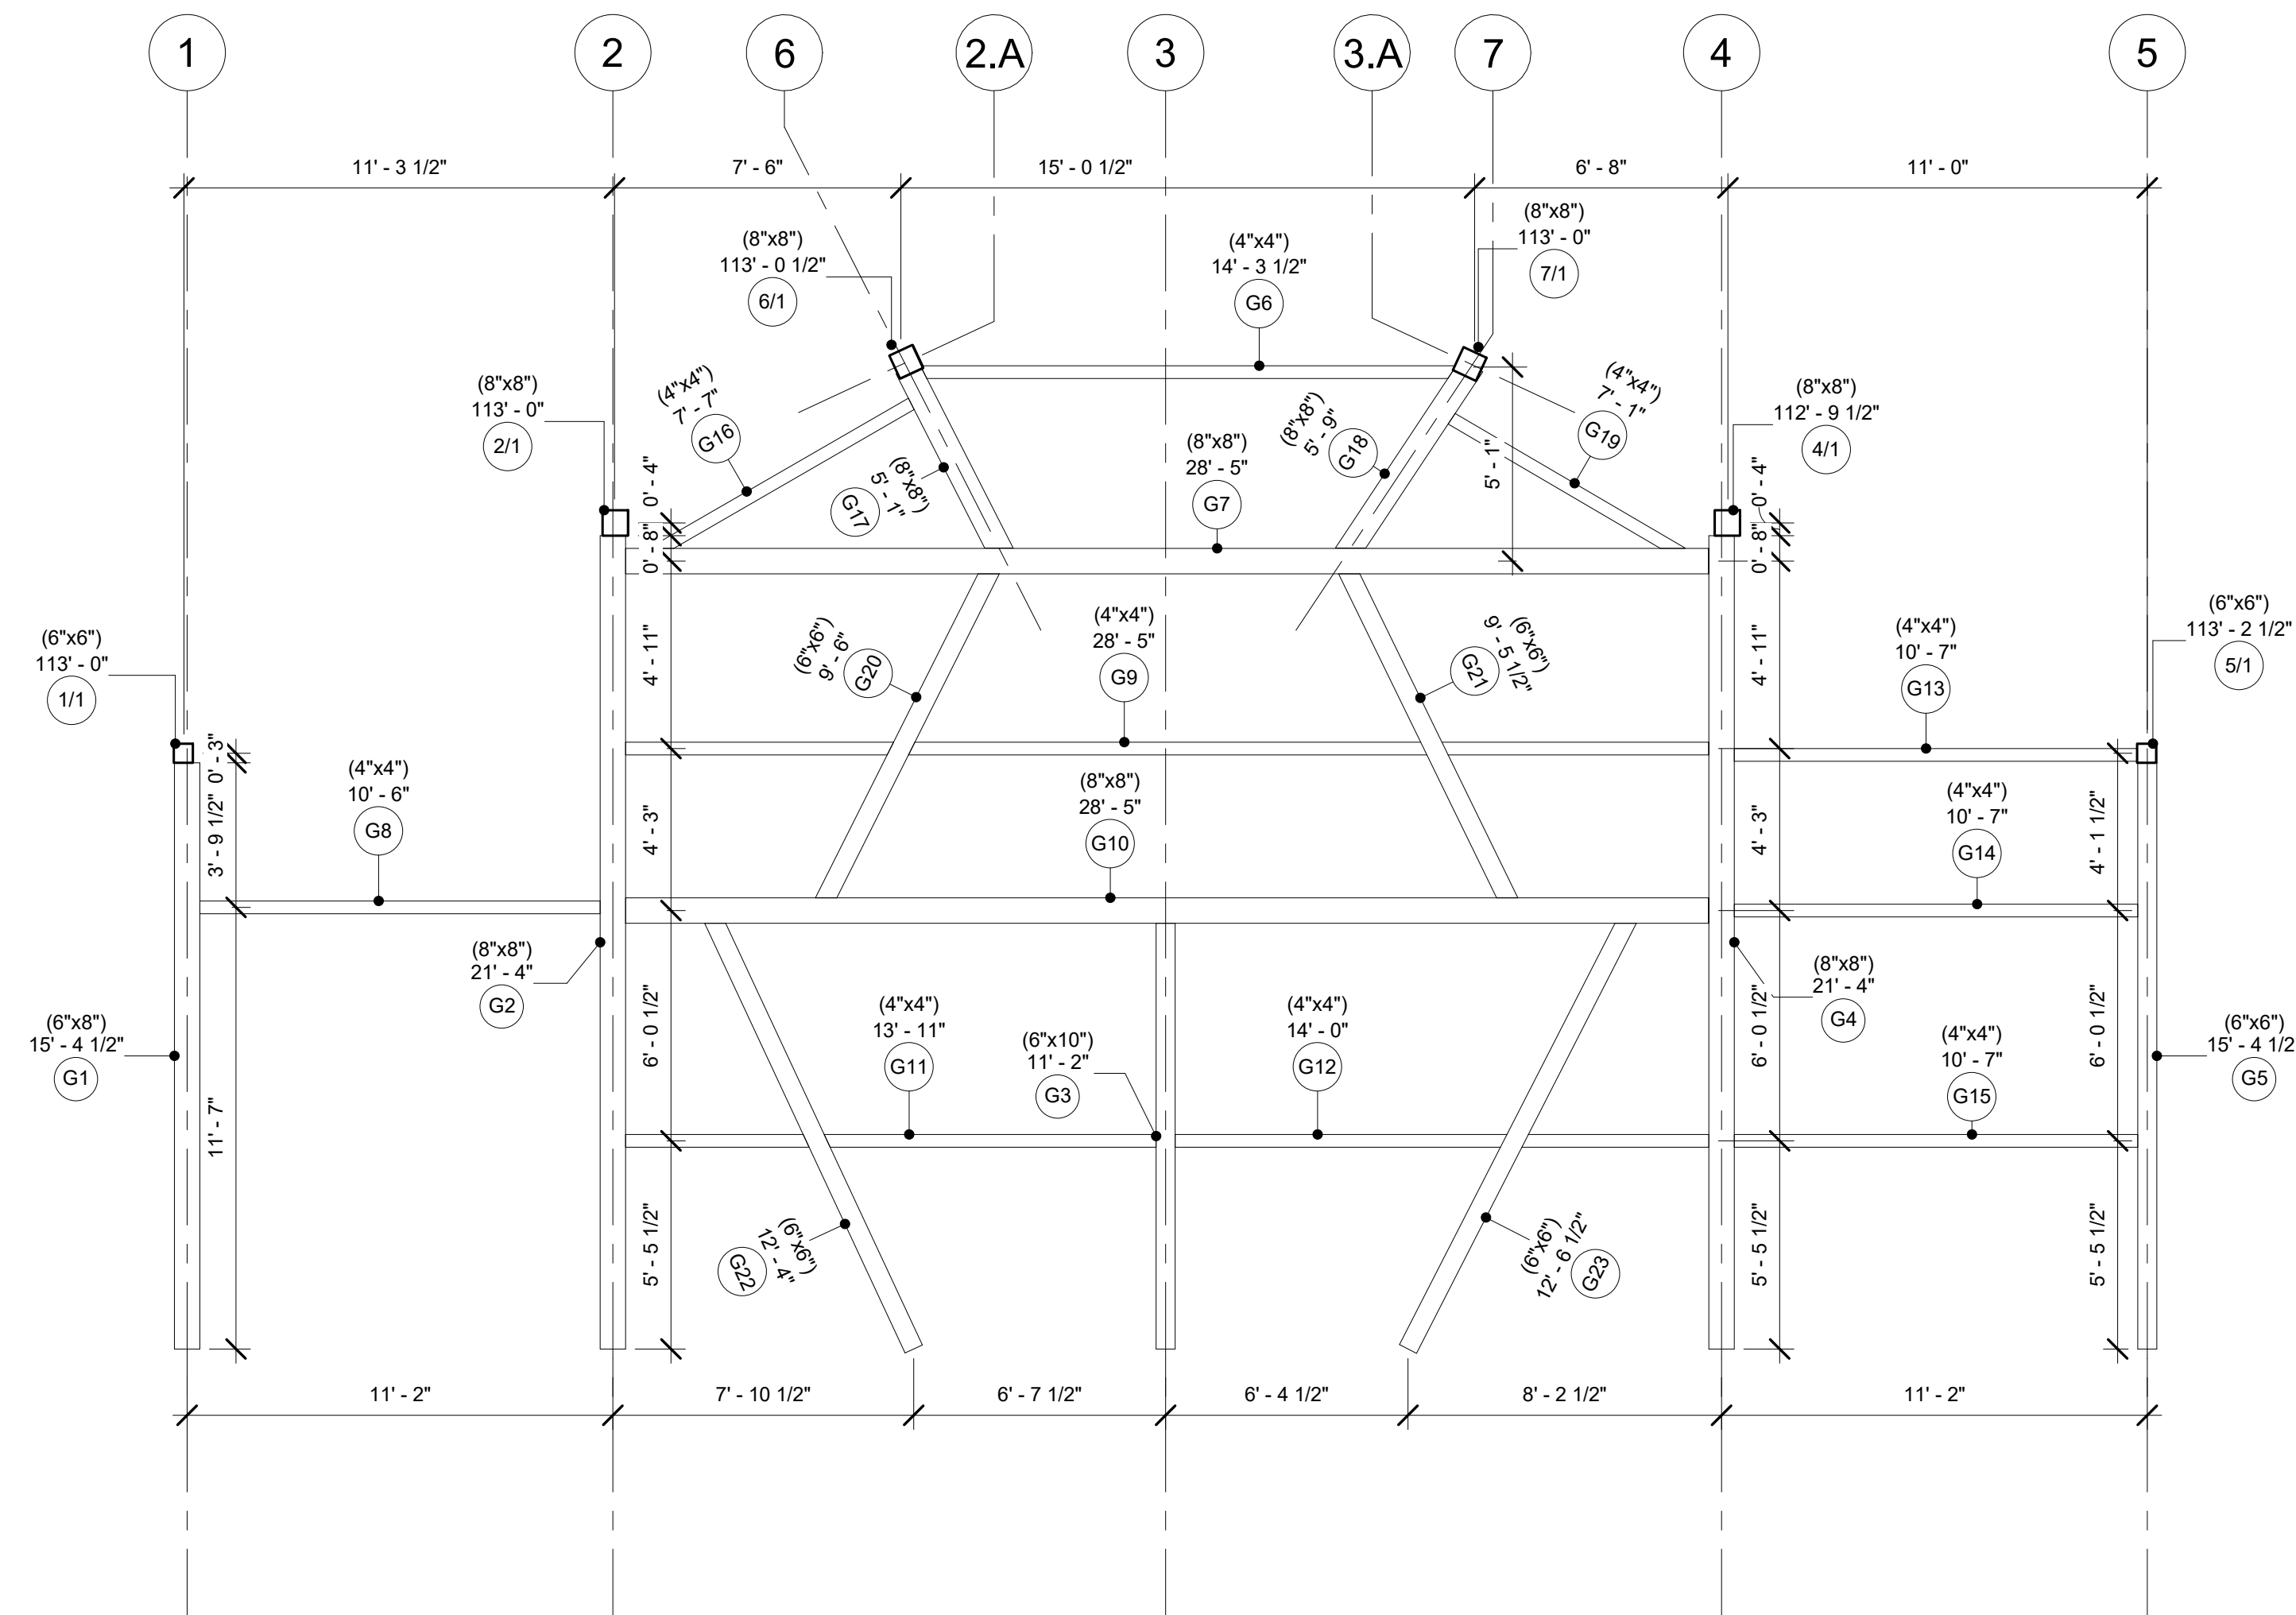 1
2
6
2.A
3
3.A
7
4
5
11' - 3 1/2"
7' - 6"
15' - 0 1/2"
6' - 8"
11' - 0"
(8"x8")
113' - 0 1/2"
6/1
(4"x4")
14' - 3 1/2"
G6
(8"x8")
113' - 0"
7/1
(8"x8")
113' - 0"
2/1
(4"x4")
7' - 7"
G16
(8"x8")
5' - 1"
G17
(8"x8")
28' - 5"
G7
(8"x8")
5' - 9"
G18
5' - 1"
(4"x4")
7' - 1"
G19
(8"x8")
112' - 9 1/2"
4/1
0' - 4"
0' - 8"
0' - 4"
0' - 8"
(6"x6")
113' - 0"
1/1
4' - 11"
(6"x6")
9' - 6"
G20
(4"x4")
28' - 5"
G9
(6"x6")
9' - 5 1/2"
G21
4' - 11"
(4"x4")
10' - 7"
G13
(6"x6")
113' - 2 1/2"
5/1
0' - 3"
3' - 9 1/2"
(4"x4")
10' - 6"
G8
4' - 3"
(8"x8")
28' - 5"
G10
4' - 3"
(4"x4")
10' - 7"
G14
4' - 1 1/2"
(8"x8")
21' - 4"
G2
(8"x8")
21' - 4"
G4
(6"x8")
15' - 4 1/2"
G1
11' - 7"
6' - 0 1/2"
(4"x4")
13' - 11"
G11
(6"x10")
11' - 2"
G3
(4"x4")
14' - 0"
G12
6' - 0 1/2"
(4"x4")
10' - 7"
G15
6' - 0 1/2"
(6"x6")
15' - 4 1/2
G5
5' - 5 1/2"
(6"x6")
12' - 4"
G22
(6"x6")
12' - 6 1/2"
G23
5' - 5 1/2"
5' - 5 1/2"
11' - 2"
7' - 10 1/2"
6' - 7 1/2"
6' - 4 1/2"
8' - 2 1/2"
11' - 2"